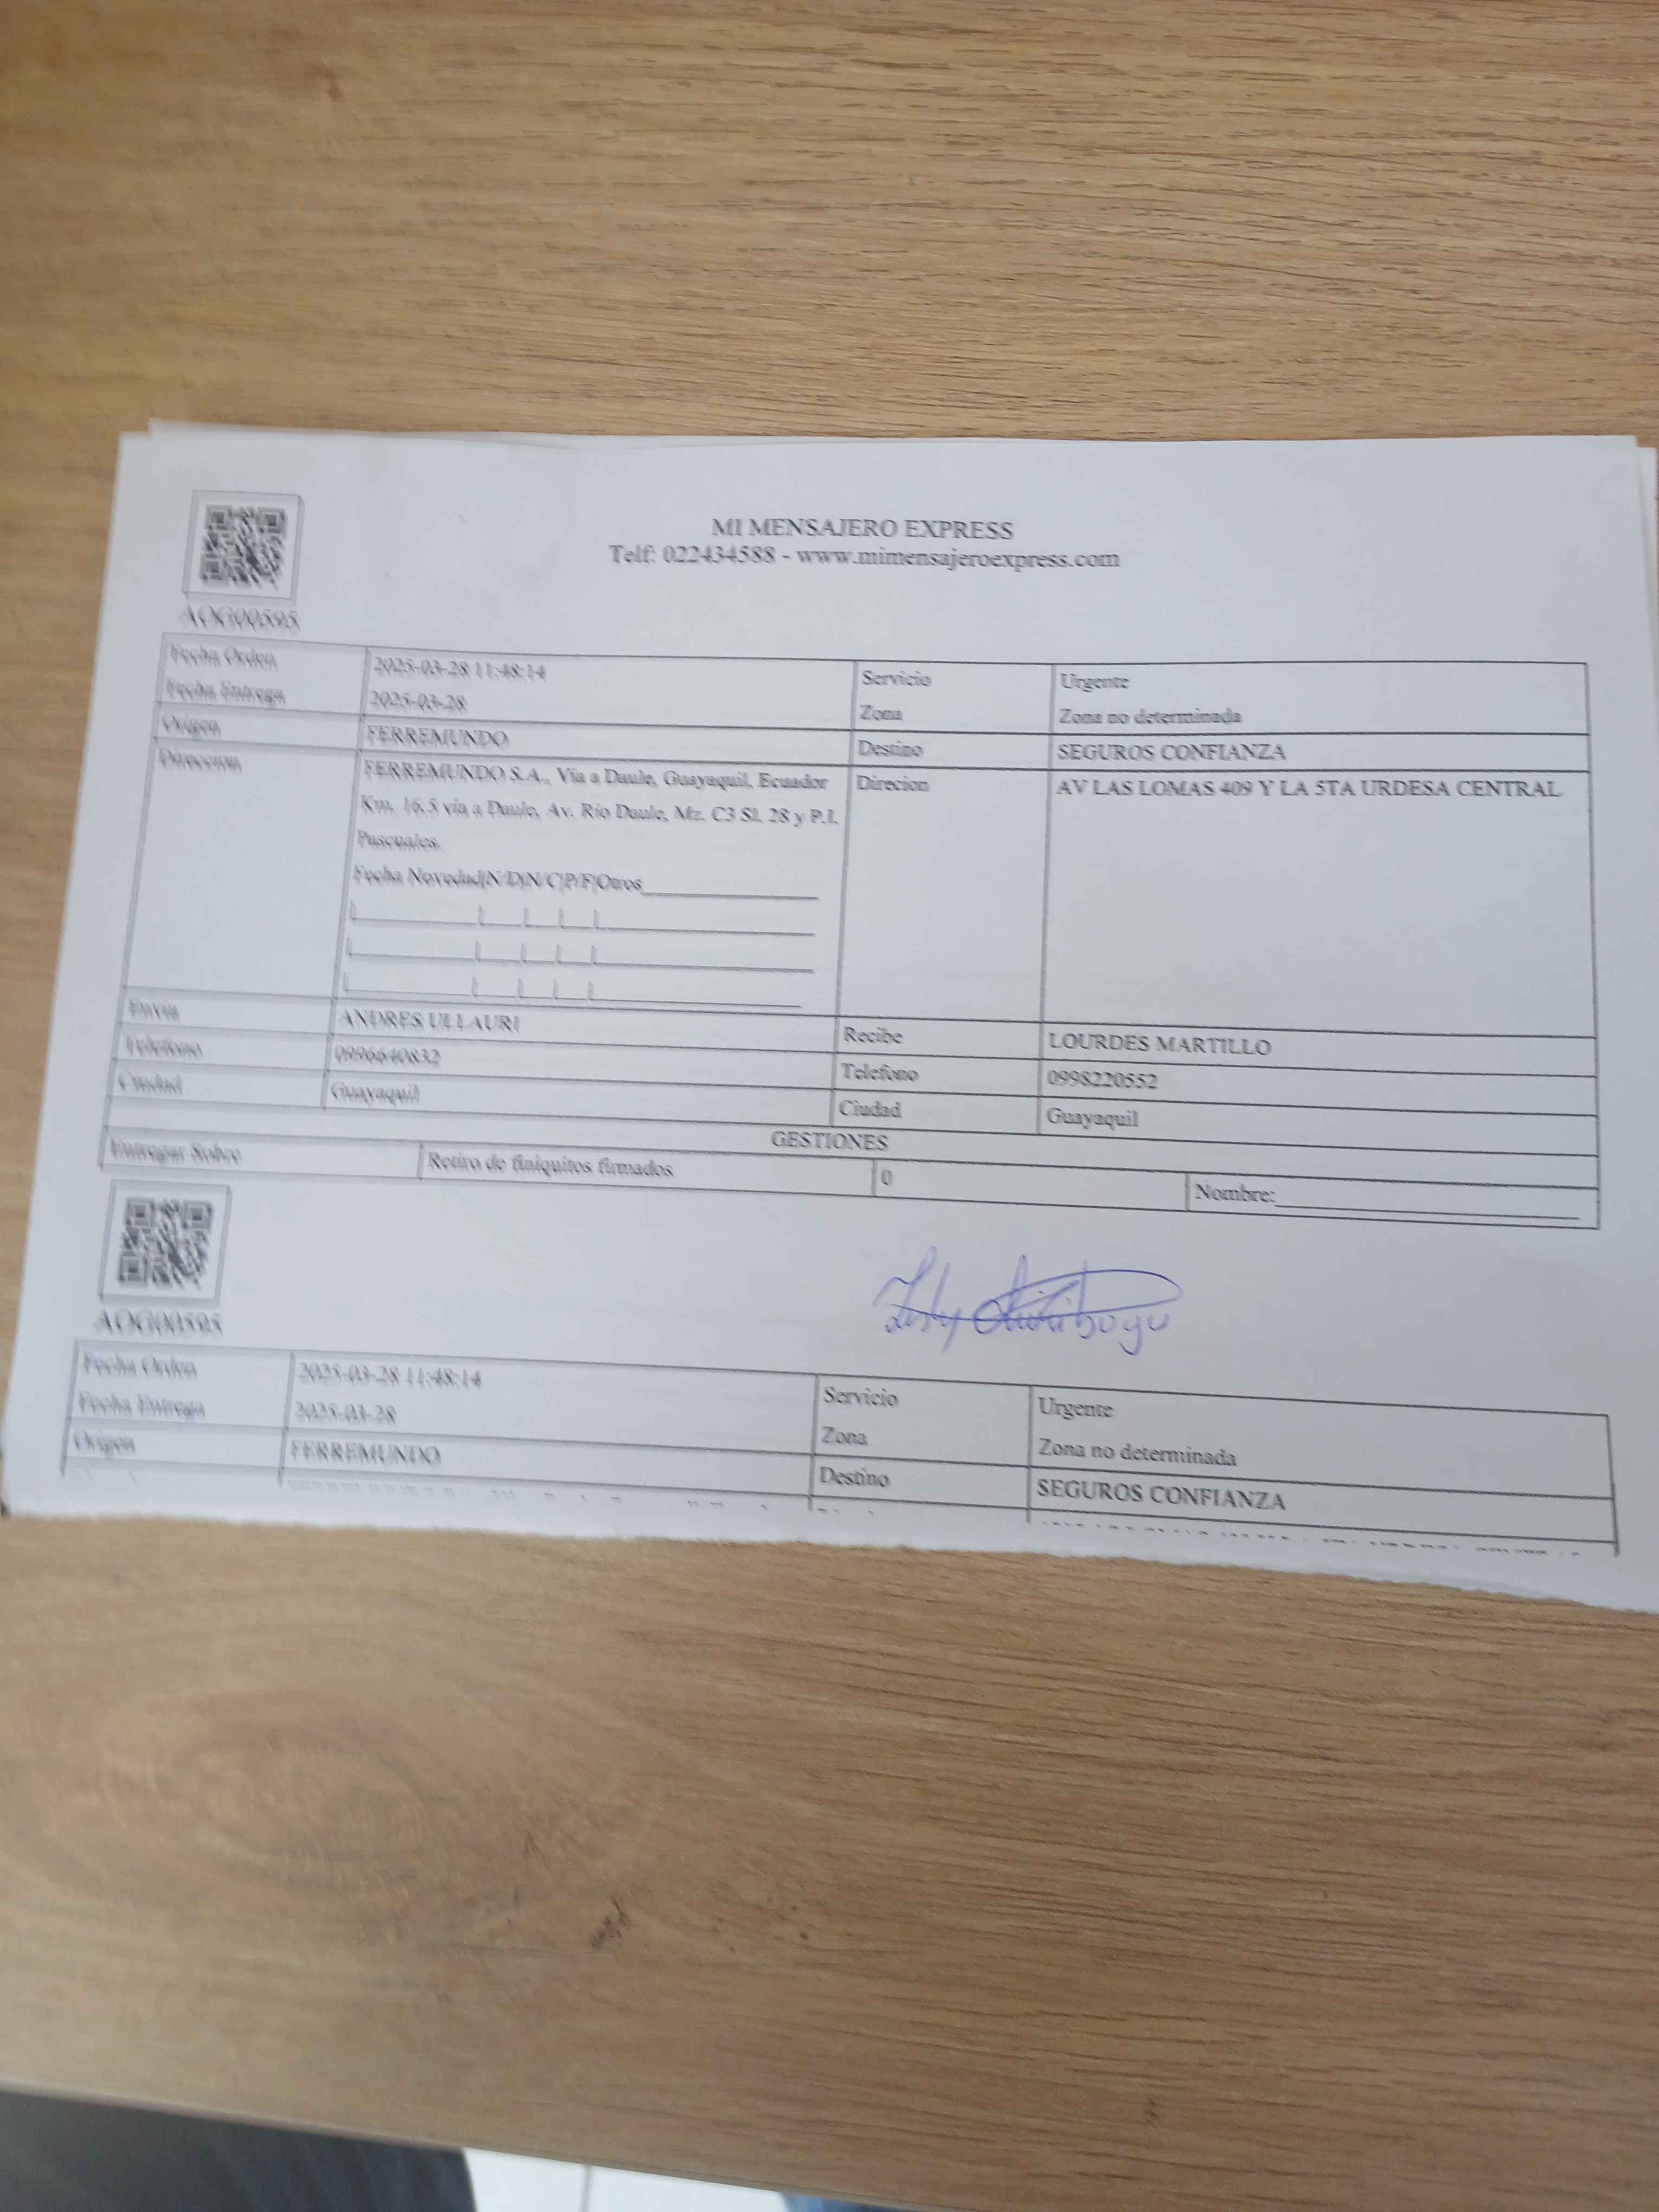 MI MENSAJERO EXPRESS
Telf: 022434588 - www.mimensajeroexpress.com
AOG00595
Fecha Orden 2025-03-28 11:48:14 Servicio Urgente
Fecha Entrega 2025-03-28 Zona Zona no determinada
Origen FERREMUNDO Destino SEGUROS CONFIANZA
Direccion FERREMUNDO S.A., Vía a Daule, Guayaquil, Ecuador Direcion AV LAS LOMAS 409 Y LA 5TA URDESA CENTRAL
Km. 16.5 vía a Daule, Av. Río Daule, Mz. C3 Sl. 28 y P.I.
Pascuales.
Fecha Novedad|N/D|N/C|P/F|Otros
Envia ANDRES ULLAURI Recibe LOURDES MARTILLO
Telefono 0996640832 Telefono 0998220552
Ciudad Guayaquil Ciudad Guayaquil
GESTIONES
Entregar Sobre Retiro de finiquitos firmados 0 Nombre:
AOG00595
Fecha Orden 2025-03-28 11:48:14 Servicio Urgente
Fecha Entrega 2025-03-28 Zona Zona no determinada
Origen FERREMUNDO Destino SEGUROS CONFIANZA